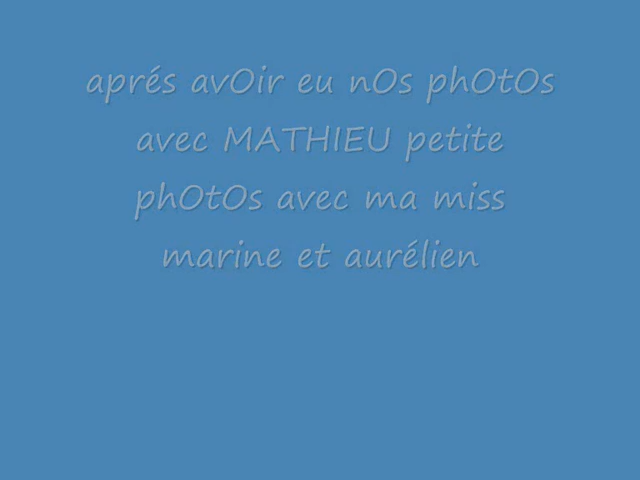 aprés avOir eu nOs phOtOs
avec MATHIEU petite
phOtOs avec ma miss
marine et aurélien